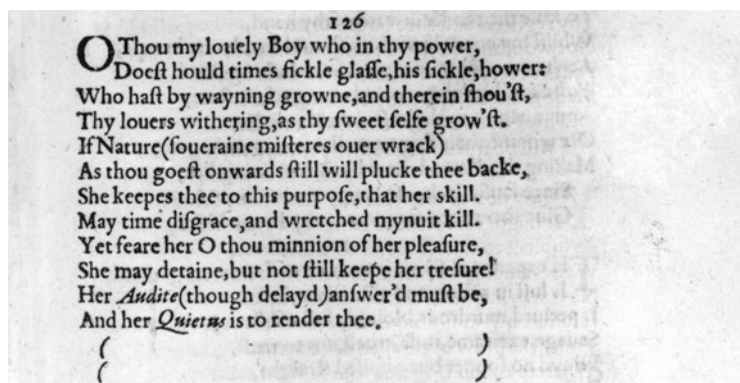 126
O Thou my louely Boy who in thy power,
Doeſt hould times fickle glaſſe,his ſickle,hower:
Who haſt by wayning growne,and therein ſhou'ſt,
Thy louers withering,as thy ſweet ſelfe grow'ſt.
If Nature(ſoueraine miſteres ouer wrack)
As thou goeſt onwards ſtill will plucke thee backe,
She keepes thee to this purpoſe,that her skill.
May time diſgrace,and wretched mynuit kill.
Yet feare her O thou minnion of her pleaſure,
She may detaine,but not ſtill keepe her treſure!
Her Audite(though delayd)anſwer'd muſt be,
And her Quietus is to render thee.
( )
( )